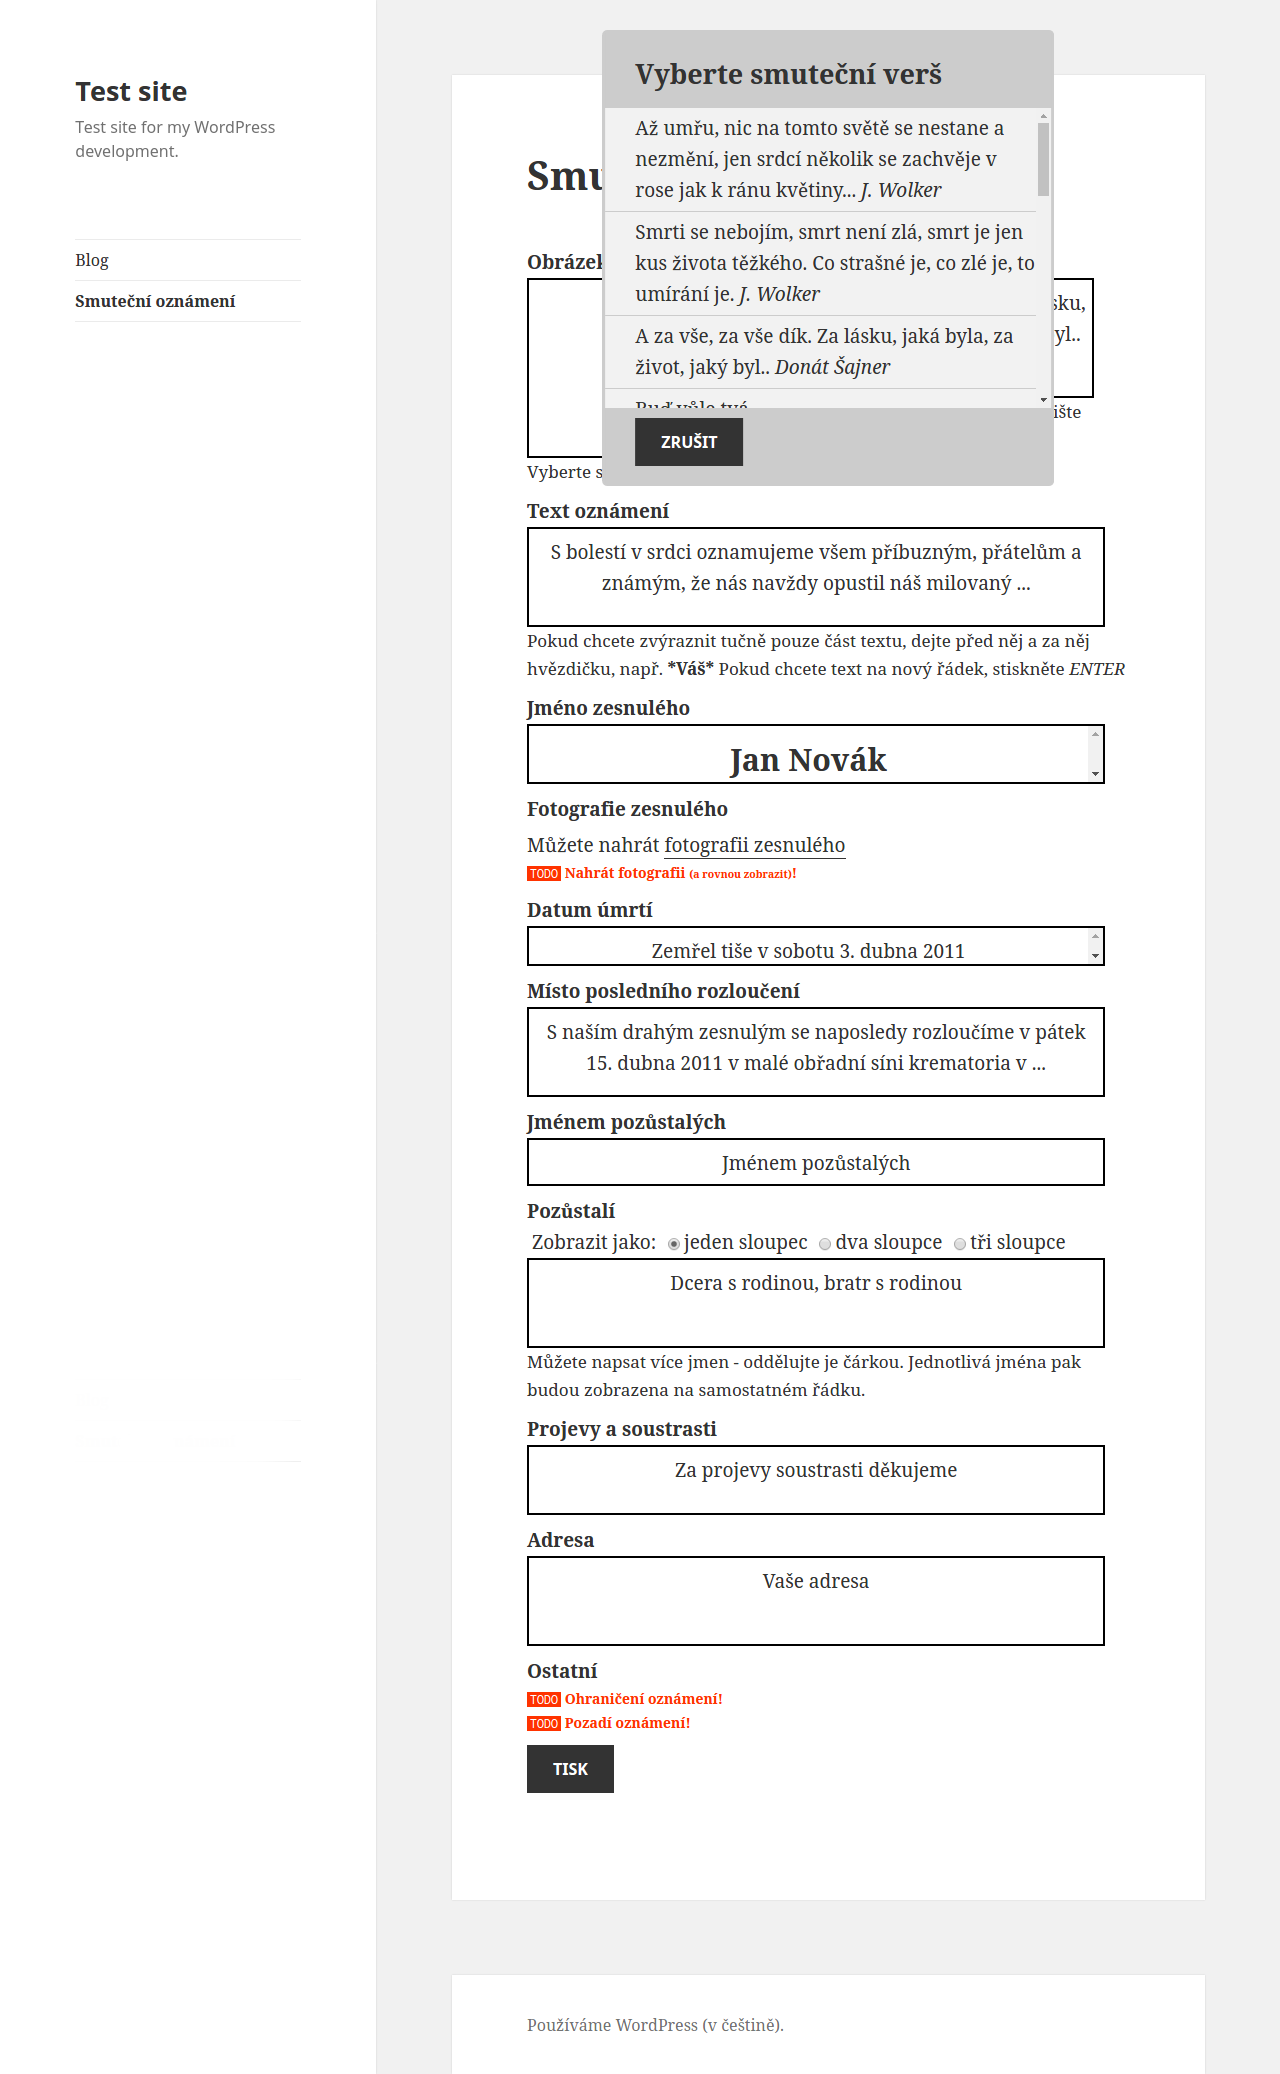 Test site
Test site for my WordPress
development.
Blog
Smuteční oznámení
Vyberte smuteční verš
Až umřu, nic na tomto světě se nestane a
nezmění, jen srdcí několik se zachvěje v
rose jak k ránu květiny... J. Wolker
Smrti se nebojím, smrt není zlá, smrt je jen
kus života těžkého. Co strašné je, co zlé je, to
umírání je. J. Wolker
A za vše, za vše dík. Za lásku, jaká byla, za
život, jaký byl.. Donát Šajner
Buď vůle tvá
ZRUŠIT
Smu
Obrázek
sku,
yl..
ište
Vyberte s
Text oznámení
S bolestí v srdci oznamujeme všem příbuzným, přátelům a
známým, že nás navždy opustil náš milovaný ...
Pokud chcete zvýraznit tučně pouze část textu, dejte před něj a za něj
hvězdičku, např. *Váš* Pokud chcete text na nový řádek, stiskněte ENTER
Jméno zesnulého
Jan Novák
Fotografie zesnulého
Můžete nahrát fotografii zesnulého
TODO Nahrát fotografii (a rovnou zobrazit)!
Datum úmrtí
Zemřel tiše v sobotu 3. dubna 2011
Místo posledního rozloučení
S naším drahým zesnulým se naposledy rozloučíme v pátek
15. dubna 2011 v malé obřadní síni krematoria v ...
Jménem pozůstalých
Jménem pozůstalých
Pozůstalí
Zobrazit jako: jeden sloupec dva sloupce tři sloupce
Dcera s rodinou, bratr s rodinou
Můžete napsat více jmen - oddělujte je čárkou. Jednotlivá jména pak
budou zobrazena na samostatném řádku.
Projevy a soustrasti
Za projevy soustrasti děkujeme
Adresa
Vaše adresa
Ostatní
TODO Ohraničení oznámení!
TODO Pozadí oznámení!
TISK
Používáme WordPress (v češtině).